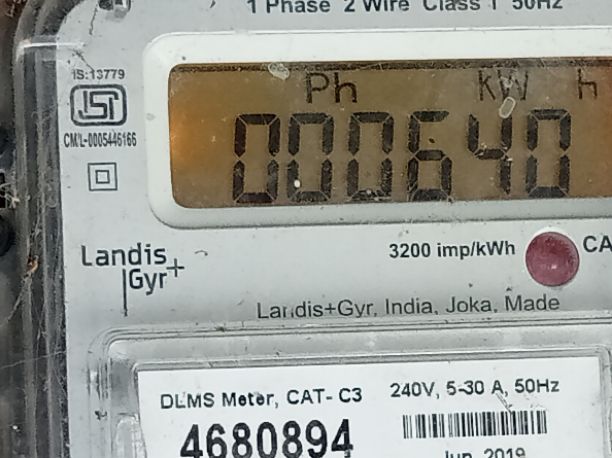 1 Phase 2 Wire Class 1 50Hz
IS:13779
CM/L-0005446166
Ph kW h
000640
Landis
Gyr+
3200 imp/kWh
CA
Landis+Gyr, India, Joka, Made
DLMS Meter, CAT- C3
240V, 5-30 A, 50Hz
4680894
Jun, 2019